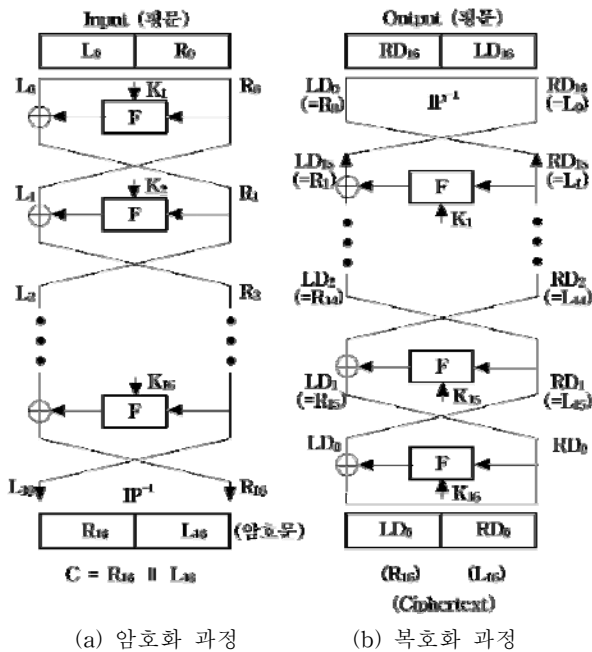 Input (평문)
L₀ R₀
L₀ R₀
K₁
F
K₂
L₁ R₁
F
L₂ R₂
K₁₆
F
L₁₆ IP⁻¹ R₁₆
R₁₆ L₁₆ (암호문)
C = R₁₆ || L₁₆
(a) 암호화 과정
Output (평문)
RD₁₆ LD₁₆
RD₁₆
(=L₀)
(=R₀)
IP⁻¹
LD₁₅ RD₁₅
(=R₁) (=L₁)
F
K₁
LD₂ RD₂
(=R₁₄) (=L₁₄)
F
LD₁ RD₁
(=R₁₅) K₁₅ (=L₁₅)
LD₀ RD₀
F
K₁₆
LD₀ RD₀
(R₁₆) (L₁₆)
(Ciphertext)
(b) 복호화 과정